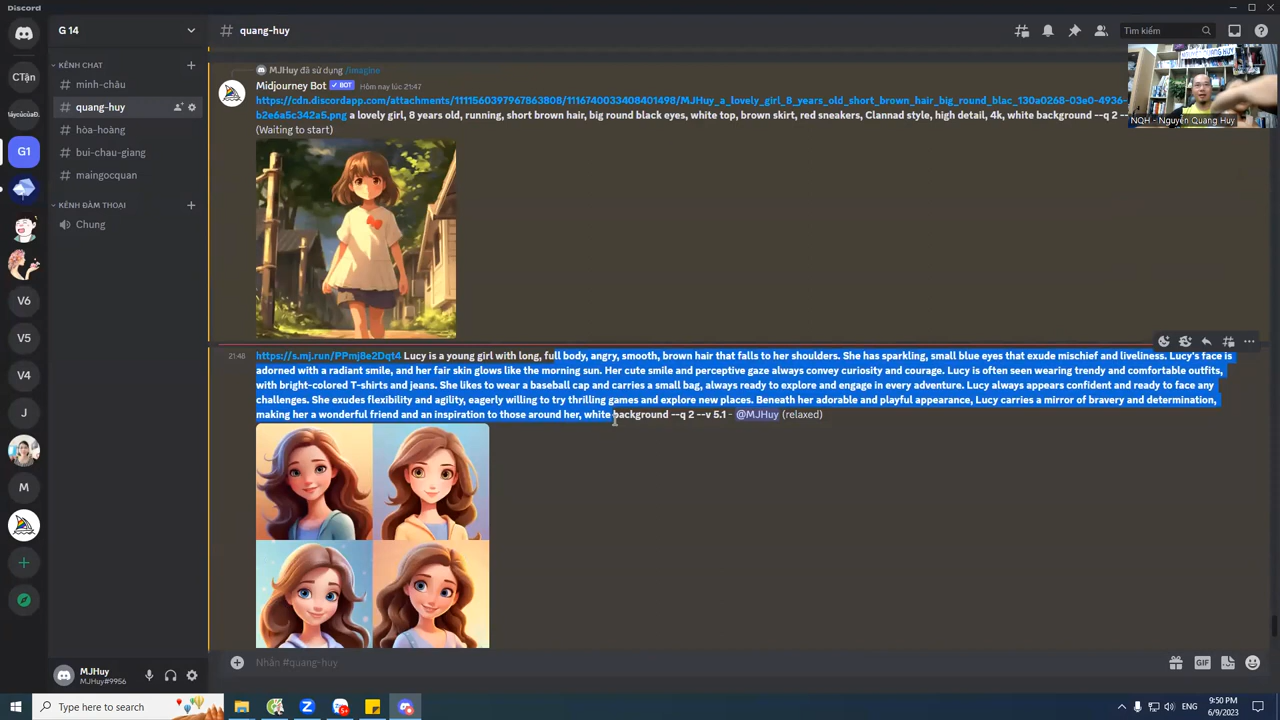 Discord
G 14
# quang-huy
Tìm kiếm
KÊNH CHAT
# minh-châu
# quang-huy
# hòa-hoàng
# bui-chau-giang
# maingocquan
KÊNH ĐÀM THOẠI
Chung
CTận
G1
V6
V5
V4
J
M
J
MJHuy đã sử dụng /imagine
Midjourney Bot BOT Hôm nay lúc 21:47
https://cdn.discordapp.com/attachments/1111560397967863808/1116740033408401498/MJHuy_a_lovely_girl_8_years_old_short_brown_hair_big_round_blac_130a0268-03e0-4936-
b2e6a5c342a5.png a lovely girl, 8 years old, running, short brown hair, big round black eyes, white top, brown skirt, red sneakers, Clannad style, high detail, 4k, white background --q 2 --
(Waiting to start)
NQH - Nguyễn Quang Huy
21:48
https://s.mj.run/PPmj8e2Dqt4 Lucy is a young girl with long, full body, angry, smooth, brown hair that falls to her shoulders. She has sparkling, small blue eyes that exude mischief and liveliness. Lucy's face is
adorned with a radiant smile, and her fair skin glows like the morning sun. Her cute smile and perceptive gaze always convey curiosity and courage. Lucy is often seen wearing trendy and comfortable outfits,
with bright-colored T-shirts and jeans. She likes to wear a baseball cap and carries a small bag, always ready to explore and engage in every adventure. Lucy always appears confident and ready to face any
challenges. She exudes flexibility and agility, eagerly willing to try thrilling games and explore new places. Beneath her adorable and playful appearance, Lucy carries a mirror of bravery and determination,
making her a wonderful friend and an inspiration to those around her, white background --q 2 --v 5.1 - @MJHuy (relaxed)
Nhắn #quang-huy
GIF
MJHuy
MJHuy#9956
Type here to search
ENG
9:50 PM
6/9/2023